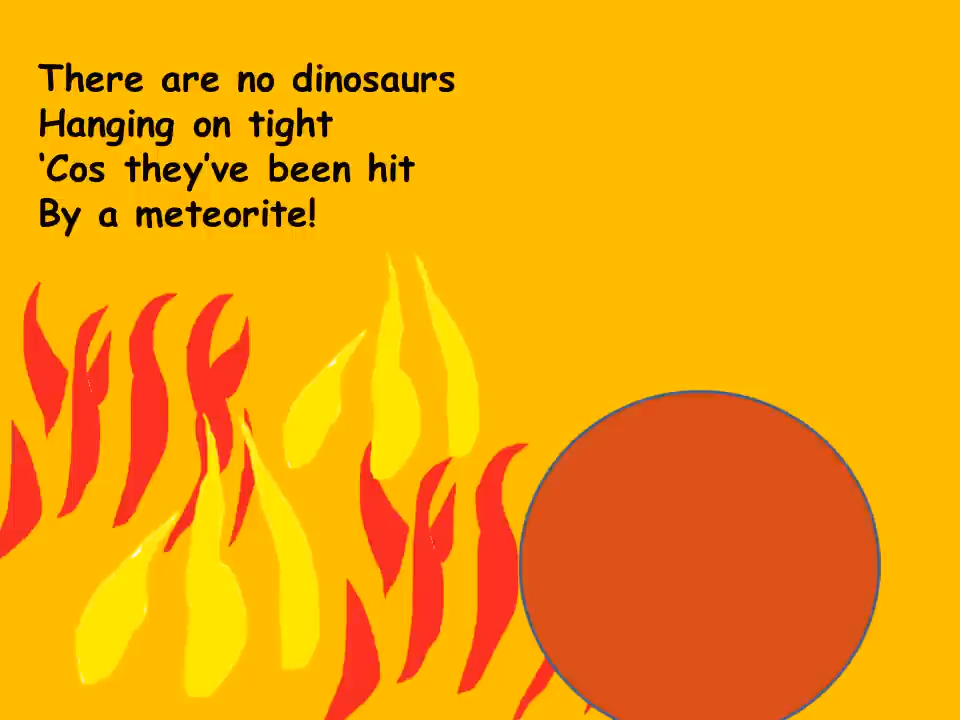 There are no dinosaurs
Hanging on tight
‘Cos they’ve been hit
By a meteorite!